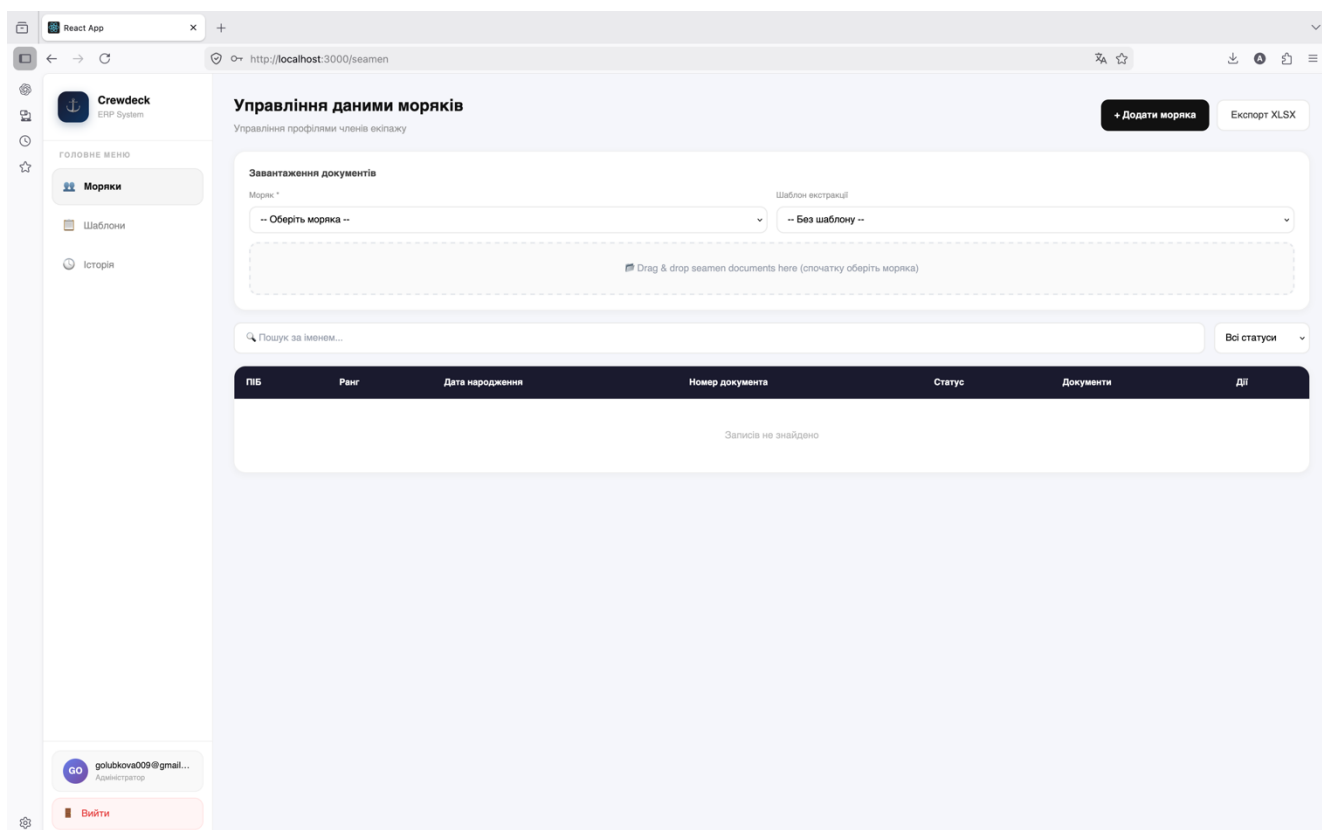 React App
http://localhost:3000/seamen
Crewdeck
ERP System
ГОЛОВНЕ МЕНЮ
Моряки
Шаблони
Історія
Управління даними моряків
Управління профілями членів екіпажу
+ Додати моряка
Експорт XLSX
Завантаження документів
Моряк *
Шаблон екстракції
-- Оберіть моряка --
-- Без шаблону --
Drag & drop seamen documents here (спочатку оберіть моряка)
Пошук за іменем...
Всі статуси
ПІБ Ранг Дата народження Номер документа Статус Документи Дії
Записів не знайдено
GO
golubkova009@gmail...
Адміністратор
Вийти